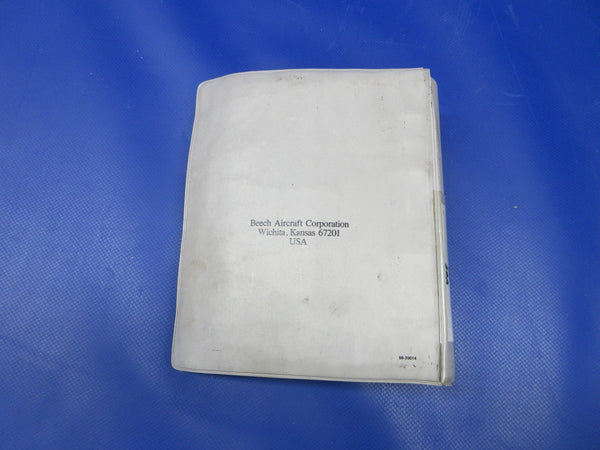 Beech Aircraft Corporation
Wichita, Kansas 67201
USA